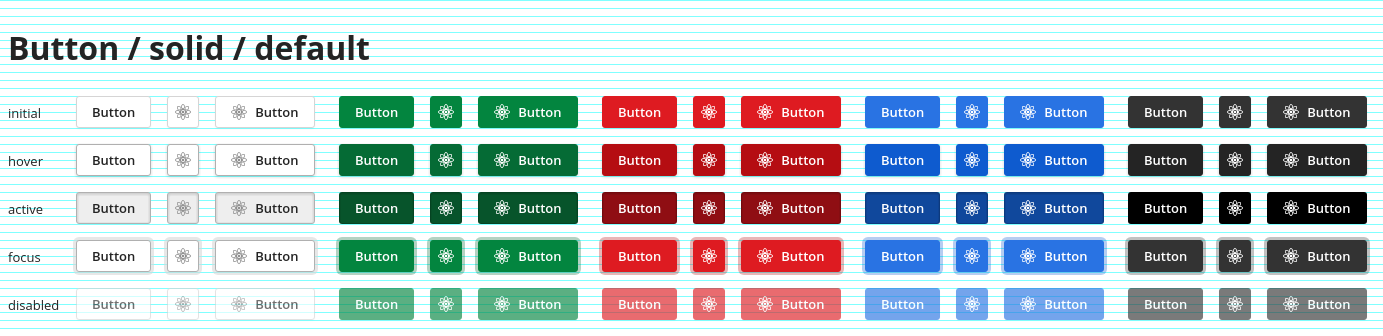 Button / solid / default
initial Button Button Button Button Button Button Button Button Button Button
hover Button Button Button Button Button Button Button Button Button Button
active Button Button Button Button Button Button Button Button Button Button
focus Button Button Button Button Button Button Button Button Button Button
disabled Button Button Button Button Button Button Button Button Button Button